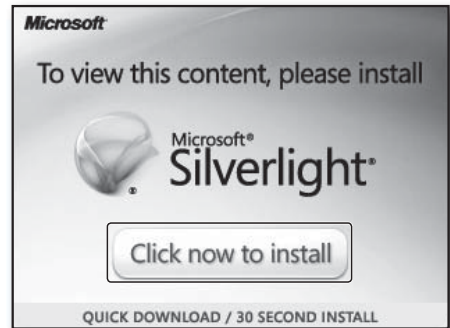 Microsoft
To view this content, please install
Microsoft®
Silverlight®
®
Click now to install
QUICK DOWNLOAD / 30 SECOND INSTALL